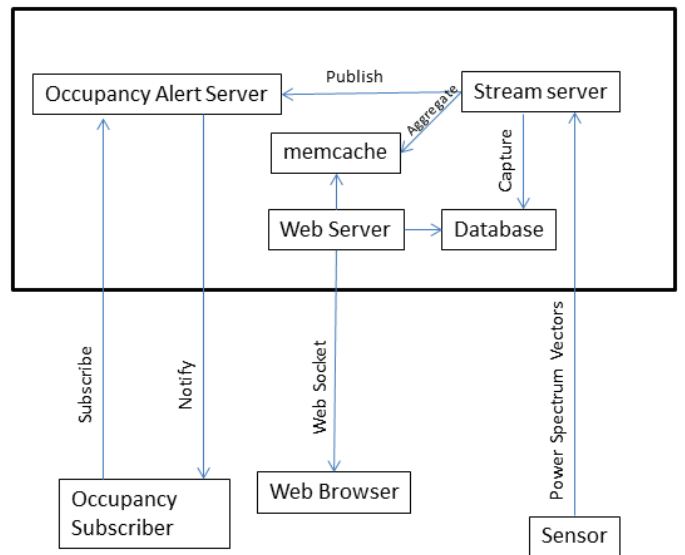 Publish
Occupancy Alert Server
Stream server
Aggregate
memcache
Capture
Web Server
Database
Subscribe
Notify
Web Socket
Power Spectrum Vectors
Occupancy
Subscriber
Web Browser
Sensor